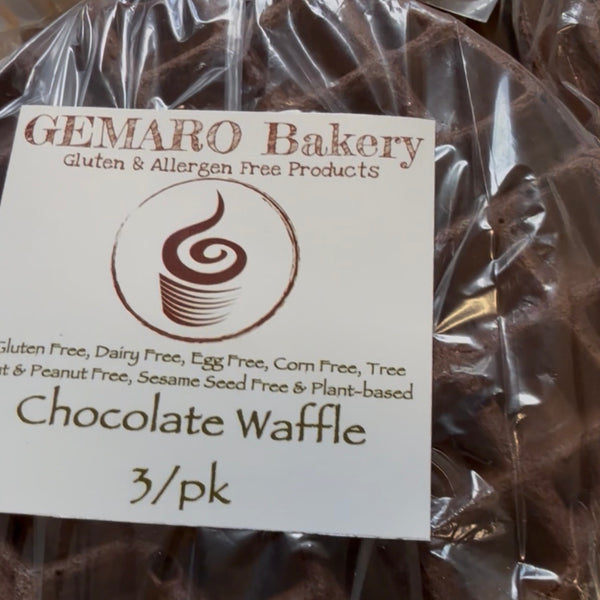 GEMARO Bakery
Gluten & Allergen Free Products
Gluten Free, Dairy Free, Egg Free, Corn Free, Tree
& Peanut Free, Sesame Seed Free & Plant-based
Chocolate Waffle
3/pk